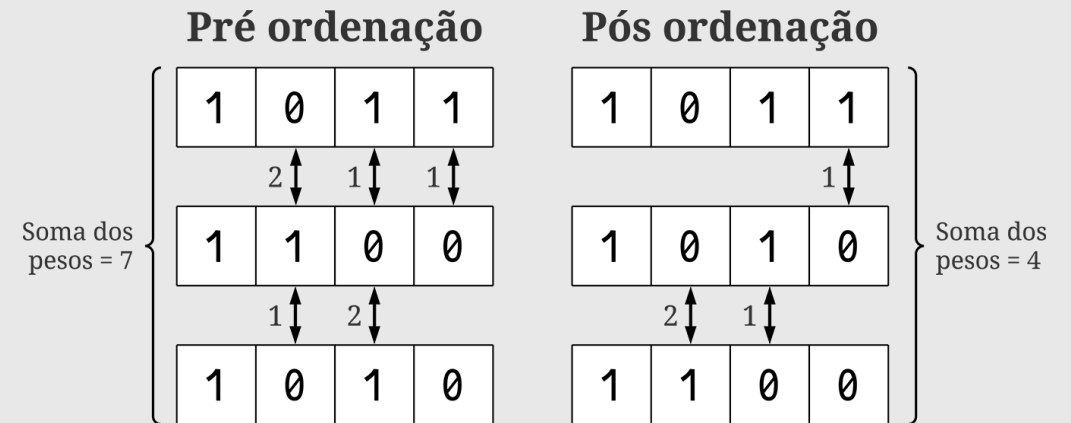 Pré ordenação
Pós ordenação
1 0 1 1
1 0 1 1
2 1 1
1
Soma dos
pesos = 7
1 1 0 0
1 0 1 0
Soma dos
pesos = 4
1 2
2 1
1 0 1 0
1 1 0 0